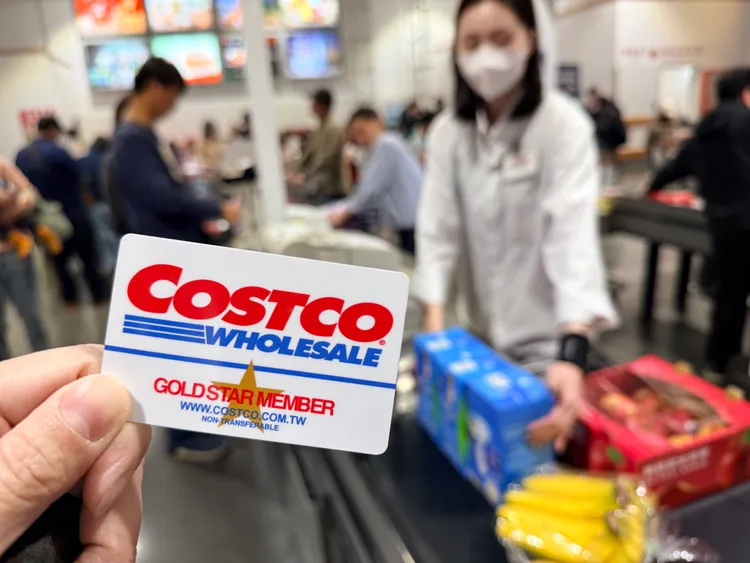 COSTCO®
WHOLESALE
GOLD STAR MEMBER
WWW.COSTCO.COM.TW
NON-TRANSFERABLE